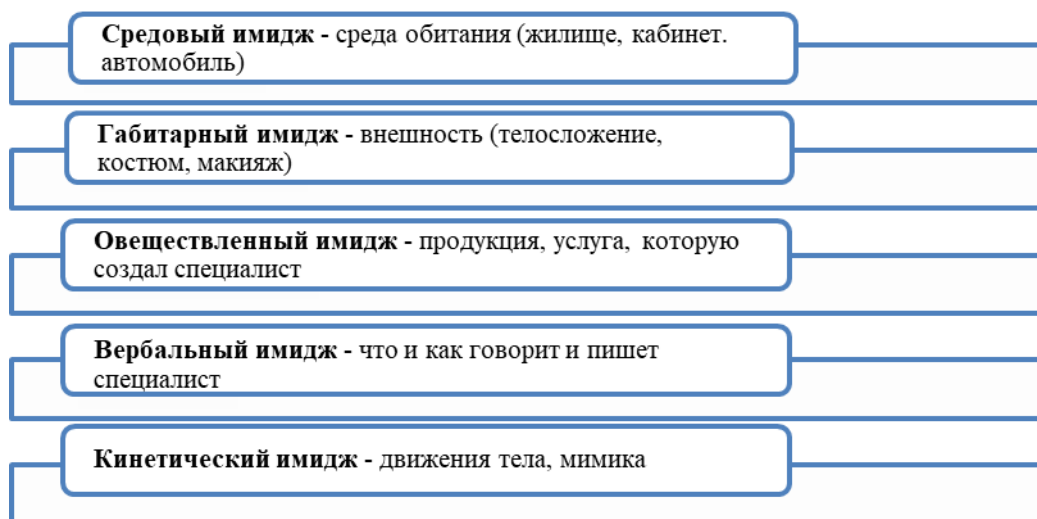 Средовый имидж - среда обитания (жилище, кабинет.
автомобиль)
Габитарный имидж - внешность (телосложение,
костюм, макияж)
Овеществленный имидж - продукция, услуга, которую
создал специалист
Вербальный имидж - что и как говорит и пишет
специалист
Кинетический имидж - движения тела, мимика